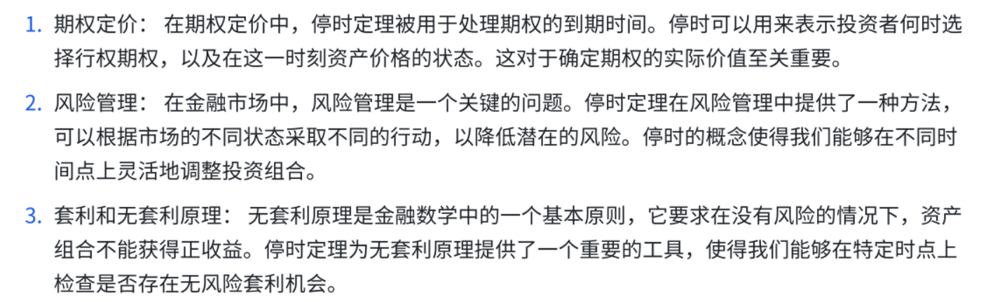 1. 期权定价： 在期权定价中，停时定理被用于处理期权的到期时间。停时可以用来表示投资者何时选
择行权期权，以及在这一时刻资产价格的状态。这对于确定期权的实际价值至关重要。
2. 风险管理： 在金融市场中，风险管理是一个关键的问题。停时定理在风险管理中提供了一种方法，
可以根据市场的不同状态采取不同的行动，以降低潜在的风险。停时的概念使得我们能够在不同时
间点上灵活地调整投资组合。
3. 套利和无套利原理： 无套利原理是金融数学中的一个基本原则，它要求在没有风险的情况下，资产
组合不能获得正收益。停时定理为无套利原理提供了一个重要的工具，使得我们能够在特定时点上
检查是否存在无风险套利机会。